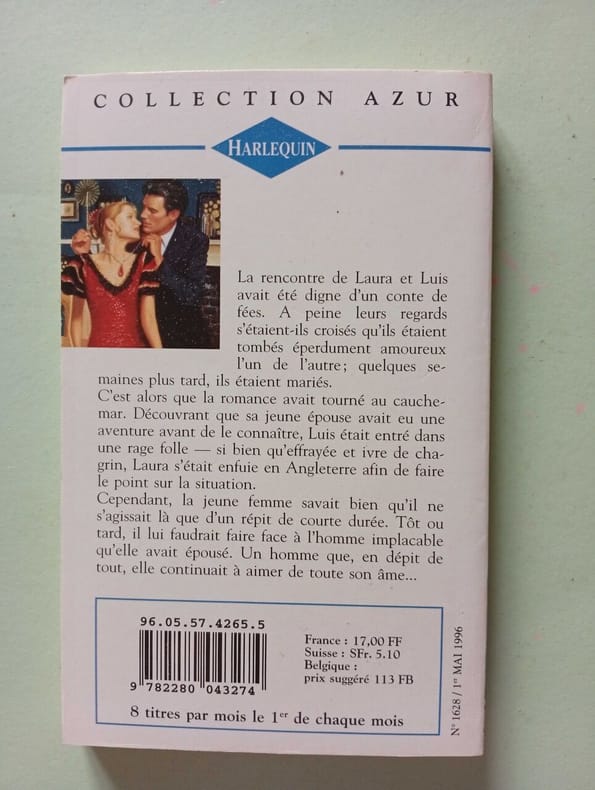 COLLECTION AZUR
HARLEQUIN
La rencontre de Laura et Luis
avait été digne d'un conte de
fées. A peine leurs regards
s'étaient-ils croisés qu'ils étaient
tombés éperdument amoureux
l'un de l'autre; quelques se-
maines plus tard, ils étaient mariés.
C'est alors que la romance avait tourné au cauche-
mar. Découvrant que sa jeune épouse avait eu une
aventure avant de le connaître, Luis était entré dans
une rage folle — si bien qu'effrayée et ivre de cha-
grin, Laura s'était enfuie en Angleterre afin de faire
le point sur la situation.
Cependant, la jeune femme savait bien qu'il ne
s'agissait là que d'un répit de courte durée. Tôt ou
tard, il lui faudrait faire face à l'homme implacable
qu'elle avait épousé. Un homme que, en dépit de
tout, elle continuait à aimer de toute son âme...
96.05.57.4265.5
9 782280 043274
France : 17,00 FF
Suisse : SFr. 5.10
Belgique :
prix suggéré 113 FB
8 titres par mois le 1er de chaque mois
N° 1628 / 1er MAI 1996